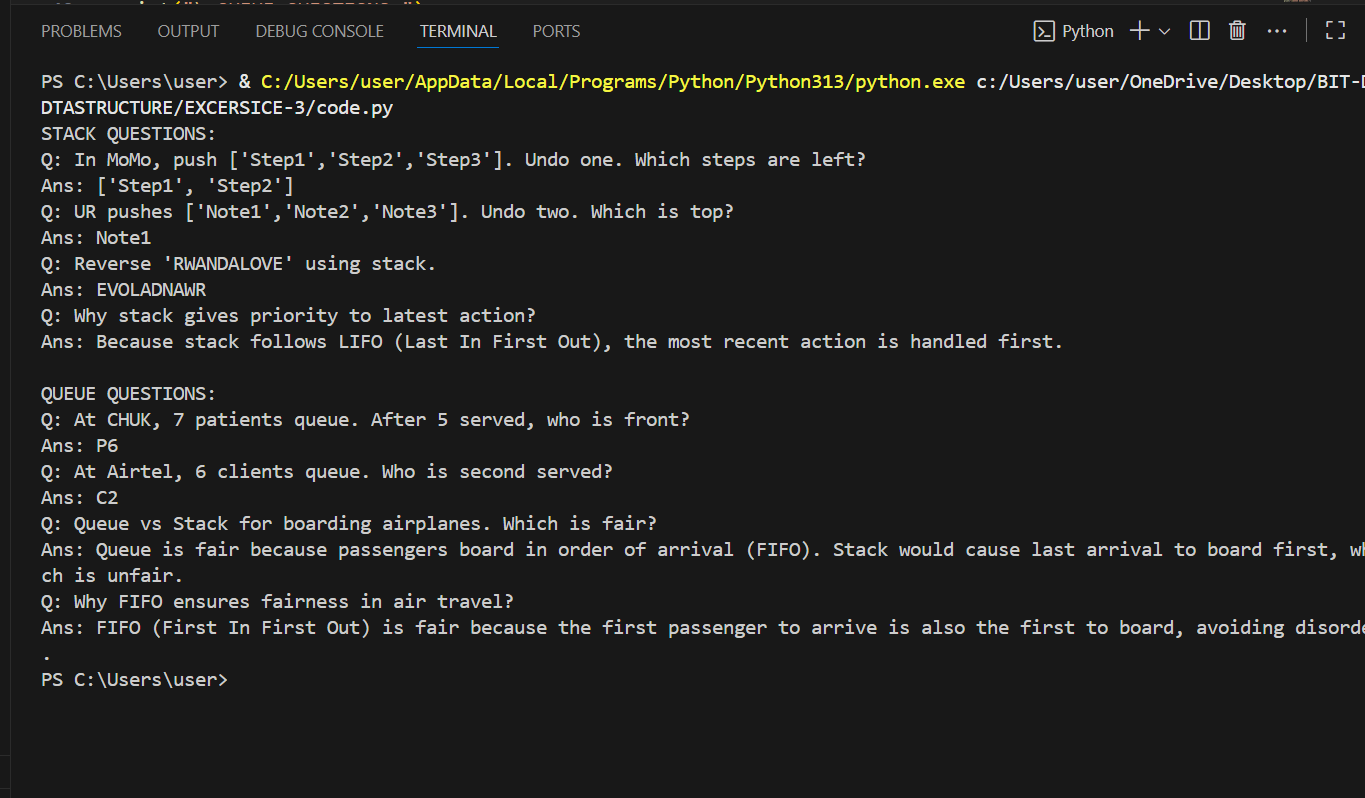 PROBLEMS OUTPUT DEBUG CONSOLE TERMINAL PORTS Python
PS C:\Users\user> & C:/Users/user/AppData/Local/Programs/Python/Python313/python.exe c:/Users/user/OneDrive/Desktop/BIT-
DTASTRUCTURE/EXCERSICE-3/code.py
STACK QUESTIONS:
Q: In MoMo, push ['Step1','Step2','Step3']. Undo one. Which steps are left?
Ans: ['Step1', 'Step2']
Q: UR pushes ['Note1','Note2','Note3']. Undo two. Which is top?
Ans: Note1
Q: Reverse 'RWANDALOVE' using stack.
Ans: EVOLADNAWR
Q: Why stack gives priority to latest action?
Ans: Because stack follows LIFO (Last In First Out), the most recent action is handled first.
QUEUE QUESTIONS:
Q: At CHUK, 7 patients queue. After 5 served, who is front?
Ans: P6
Q: At Airtel, 6 clients queue. Who is second served?
Ans: C2
Q: Queue vs Stack for boarding airplanes. Which is fair?
Ans: Queue is fair because passengers board in order of arrival (FIFO). Stack would cause last arrival to board first, wh
ch is unfair.
Q: Why FIFO ensures fairness in air travel?
Ans: FIFO (First In First Out) is fair because the first passenger to arrive is also the first to board, avoiding disorde
.
PS C:\Users\user>